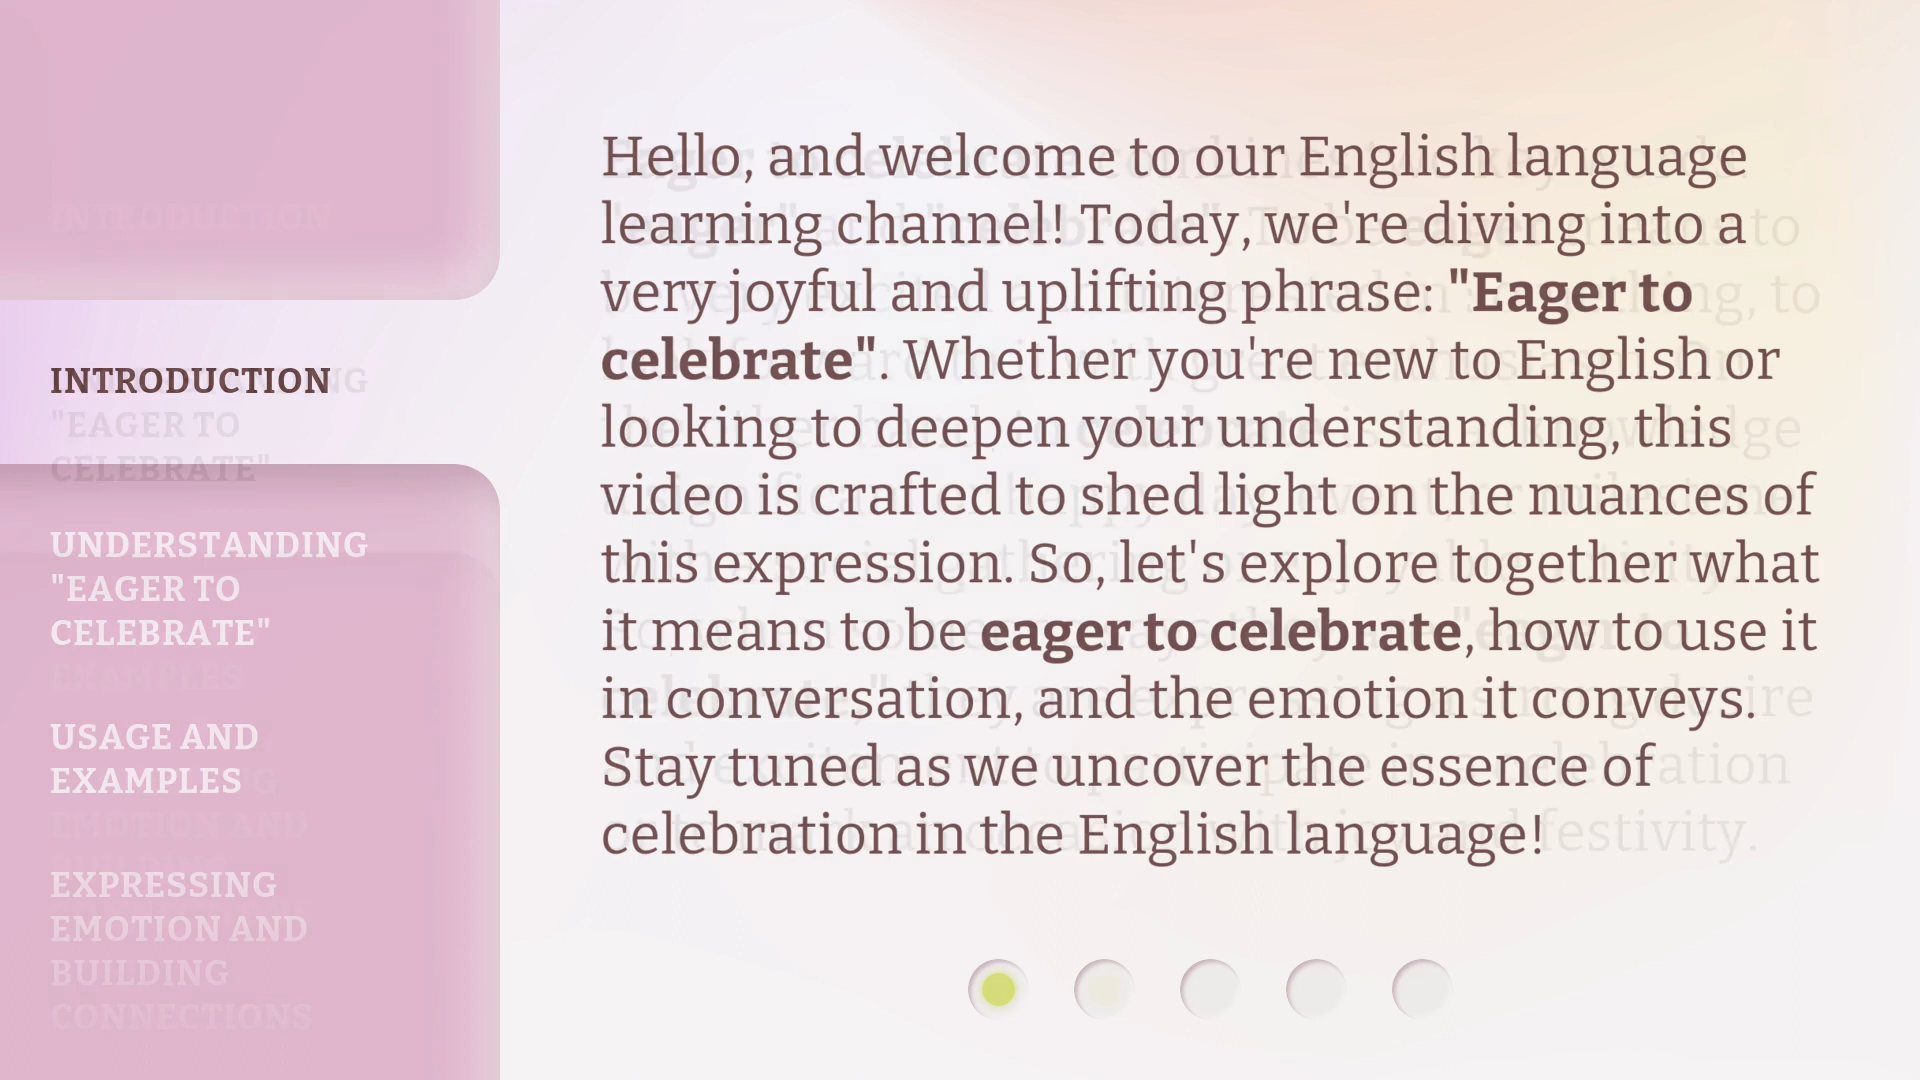 INTRODUCTION
"EAGER TO
CELEBRATE"
UNDERSTANDING
"EAGER TO
CELEBRATE"
USAGE AND
EXAMPLES
EXPRESSING
EMOTION AND
BUILDING
CONNECTIONS
Hello, and welcome to our English language
learning channel! Today, we're diving into a
very joyful and uplifting phrase: "Eager to
celebrate". Whether you're new to English or
looking to deepen your understanding, this
video is crafted to shed light on the nuances of
this expression. So, let's explore together what
it means to be eager to celebrate, how to use it
in conversation, and the emotion it conveys.
Stay tuned as we uncover the essence of
celebration in the English language!